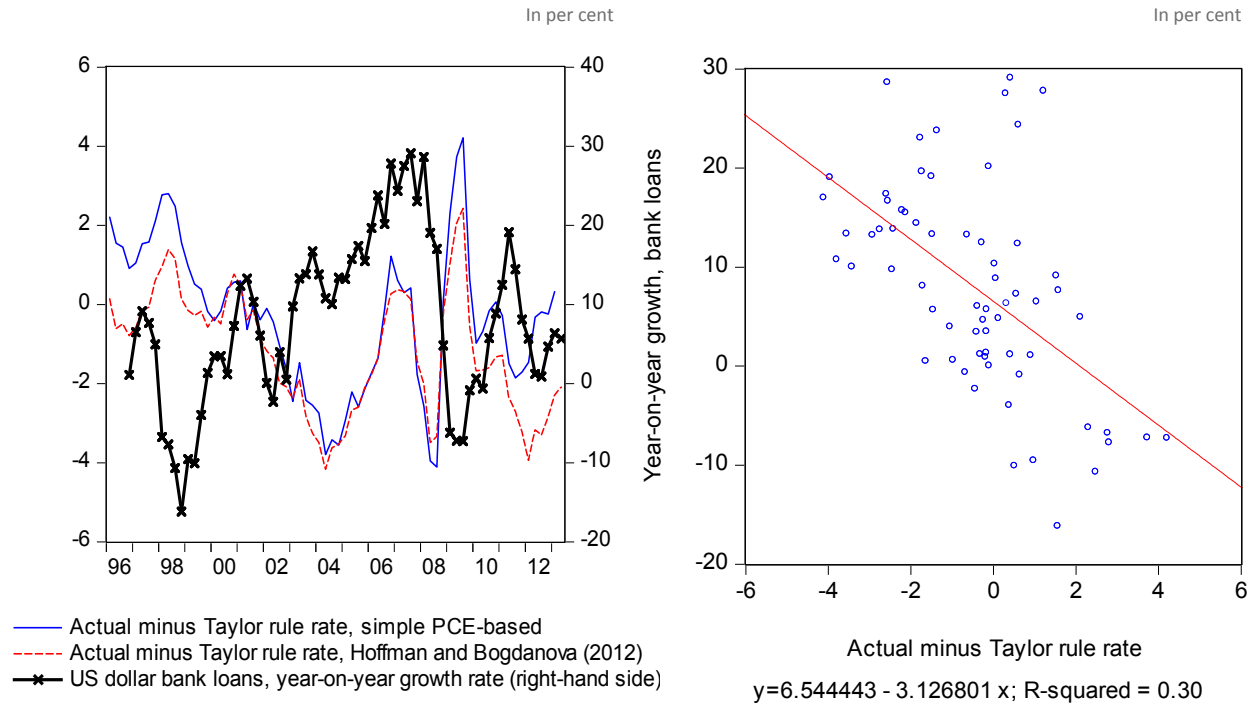 In per cent
6
4
2
0
-2
-4
-6
40
30
20
10
0
-10
-20
96 98 00 02 04 06 08 10 12
Actual minus Taylor rule rate, simple PCE-based
Actual minus Taylor rule rate, Hoffman and Bogdanova (2012)
US dollar bank loans, year-on-year growth rate (right-hand side)
In per cent
Year-on-year growth, bank loans
30
20
10
0
-10
-20
-6 -4 -2 0 2 4 6
Actual minus Taylor rule rate
y=6.544443 - 3.126801 x; R-squared = 0.30